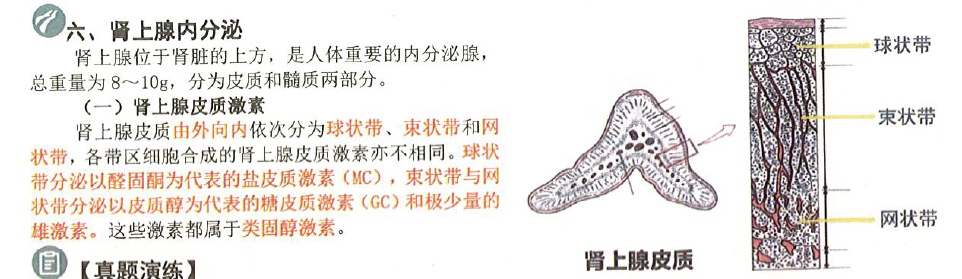 六、肾上腺内分泌
肾上腺位于肾脏的上方，是人体重要的内分泌腺，
总重量为 8～10g，分为皮质和髓质两部分。
（一）肾上腺皮质激素
肾上腺皮质由外向内依次分为球状带、束状带和网
状带，各带区细胞合成的肾上腺皮质激素亦不相同。球状
带分泌以醛固酮为代表的盐皮质激素（MC），束状带与网
状带分泌以皮质醇为代表的糖皮质激素（GC）和极少量的
雄激素。这些激素都属于类固醇激素。
【真题演练】
肾上腺皮质
球状带
束状带
网状带